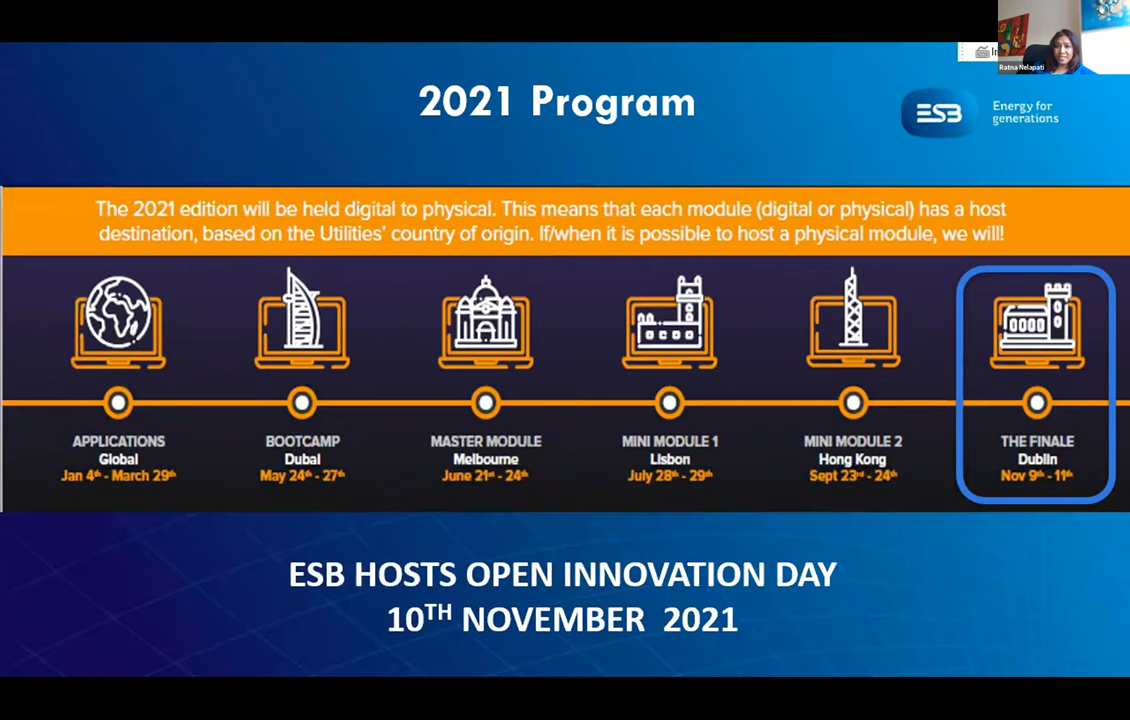 In
Ratna Nelapati
2021 Program
ESB
Energy for
generations
The 2021 edition will be held digital to physical. This means that each module (digital or physical) has a host
destination, based on the Utilities' country of origin. If/when it is possible to host a physical module, we will!
APPLICATIONS
Global
Jan 4th - March 29th
BOOTCAMP
Dubai
May 24th - 27th
MASTER MODULE
Melbourne
June 21st - 24th
MINI MODULE 1
Lisbon
July 28th - 29th
MINI MODULE 2
Hong Kong
Sept 23rd - 24th
THE FINALE
Dublin
Nov 9th - 11th
ESB HOSTS OPEN INNOVATION DAY
10TH NOVEMBER 2021